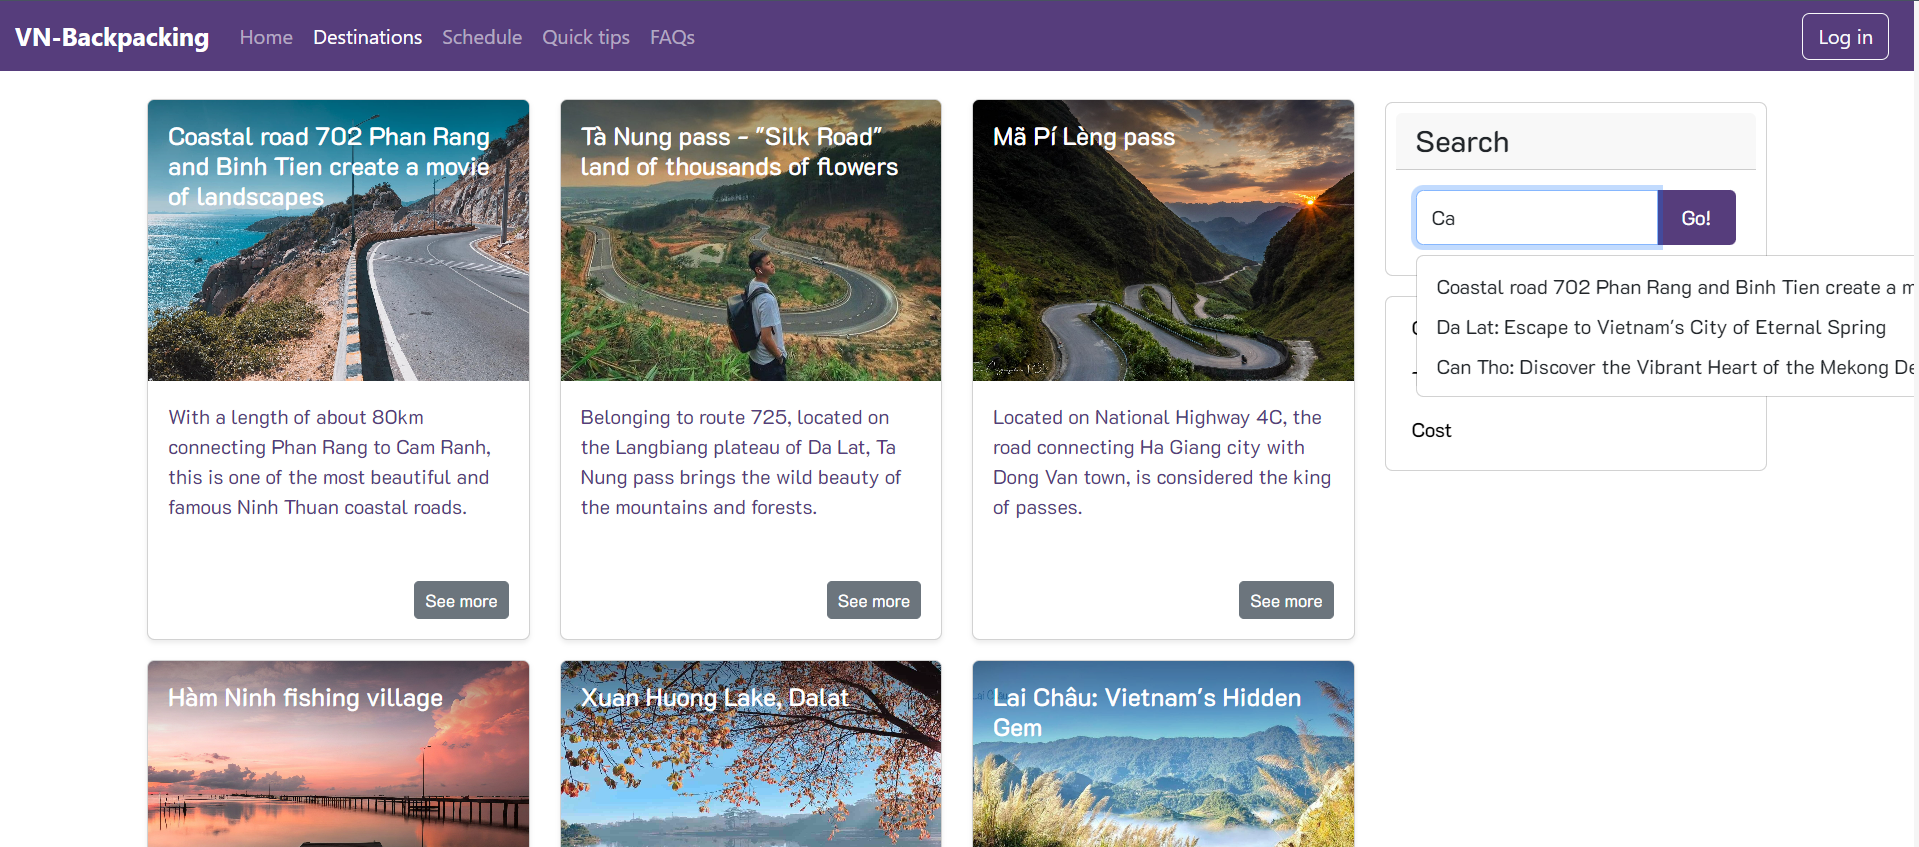 VN-Backpacking Home Destinations Schedule Quick tips FAQs Log in
Coastal road 702 Phan Rang
and Binh Tien create a movie
of landscapes
With a length of about 80km
connecting Phan Rang to Cam Ranh,
this is one of the most beautiful and
famous Ninh Thuan coastal roads.
See more
Tà Nung pass - "Silk Road"
land of thousands of flowers
Belonging to route 725, located on
the Langbiang plateau of Da Lat, Ta
Nung pass brings the wild beauty of
the mountains and forests.
See more
Mã Pí Lèng pass
Located on National Highway 4C, the
road connecting Ha Giang city with
Dong Van town, is considered the king
of passes.
See more
Search
Ca Go!
Coastal road 702 Phan Rang and Binh Tien create a m
Da Lat: Escape to Vietnam's City of Eternal Spring
Can Tho: Discover the Vibrant Heart of the Mekong De
Cost
Hàm Ninh fishing village
Xuan Huong Lake, Dalat
Lai Châu: Vietnam's Hidden
Gem